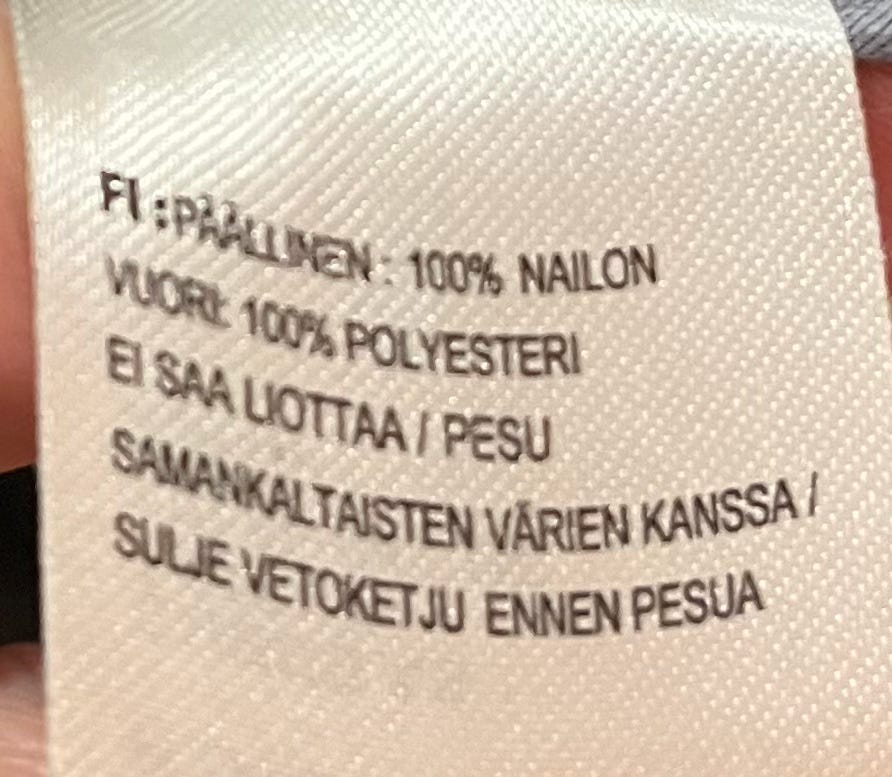 FI :PÄÄLLINEN : 100% NAILON
VUORI: 100% POLYESTERI
EI SAA LIOTTAA / PESU
SAMANKALTAISTEN VÄRIEN KANSSA /
SULJE VETOKETJU ENNEN PESUA